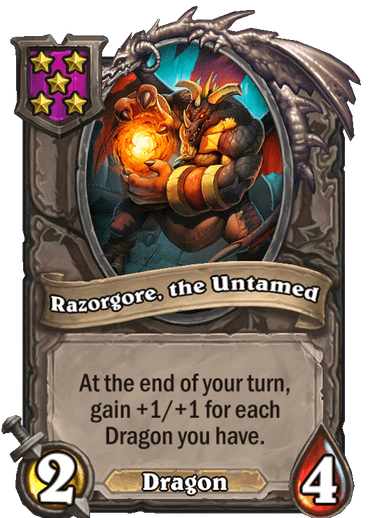 Razorgore, the Untamed
At the end of your turn,
gain +1/+1 for each
Dragon you have.
2
Dragon
4